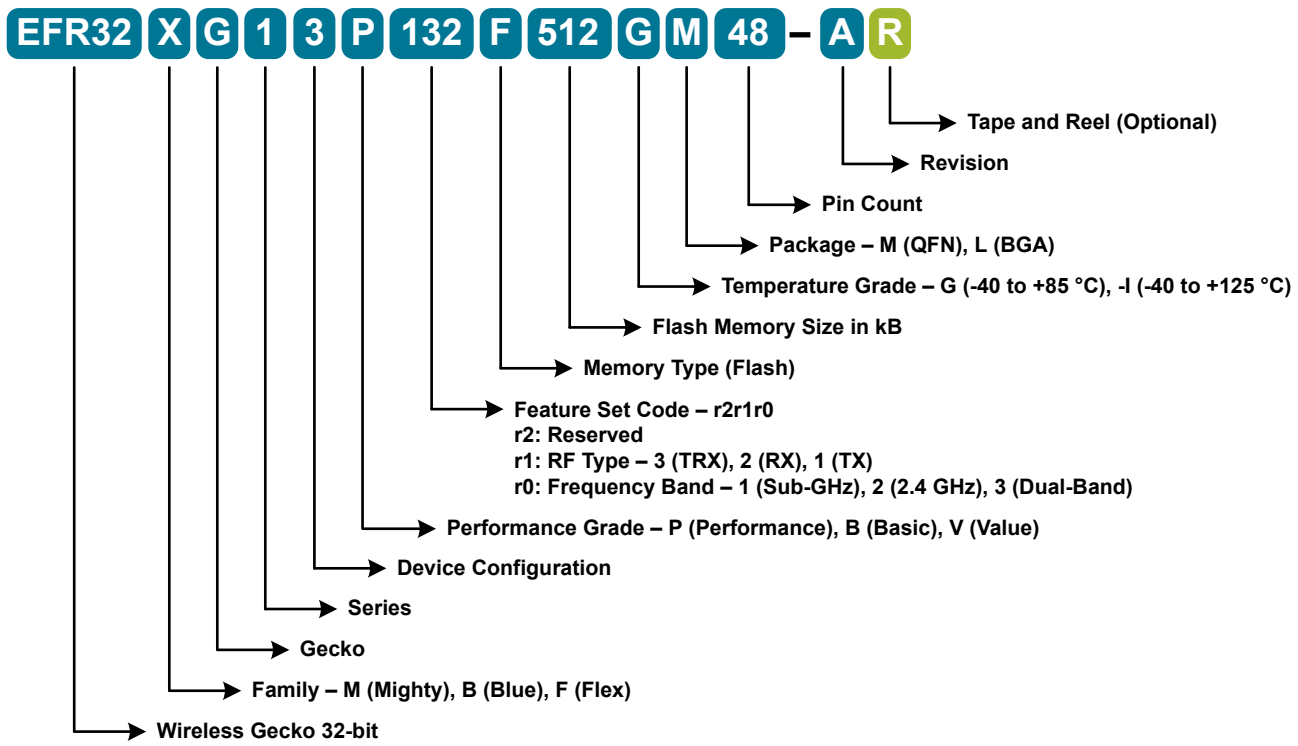 EFR32 X G 1 3 P 132 F 512 G M 48 – A R
Tape and Reel (Optional)
Revision
Pin Count
Package – M (QFN), L (BGA)
Temperature Grade – G (-40 to +85 °C), -I (-40 to +125 °C)
Flash Memory Size in kB
Memory Type (Flash)
Feature Set Code – r2r1r0
r2: Reserved
r1: RF Type – 3 (TRX), 2 (RX), 1 (TX)
r0: Frequency Band – 1 (Sub-GHz), 2 (2.4 GHz), 3 (Dual-Band)
Performance Grade – P (Performance), B (Basic), V (Value)
Device Configuration
Series
Gecko
Family – M (Mighty), B (Blue), F (Flex)
Wireless Gecko 32-bit